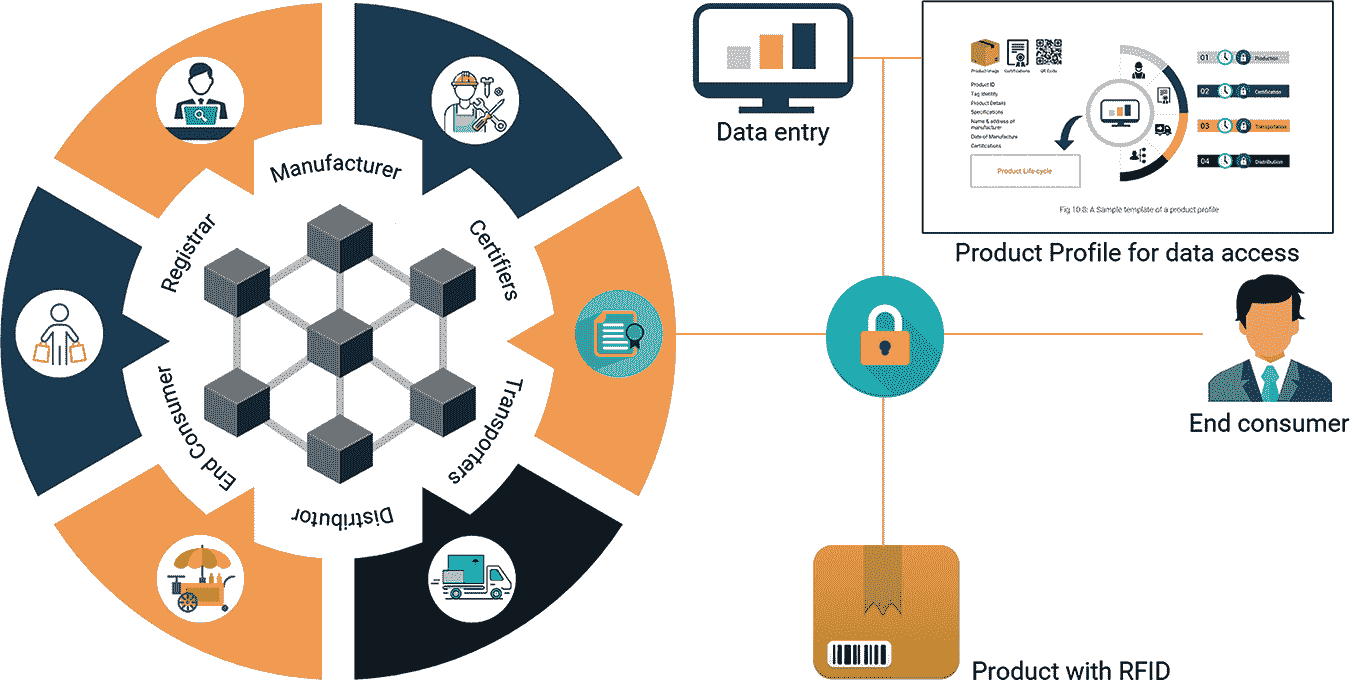 Manufacturer
Registrar
Certifiers
End Consumer
Transporters
Distributor
Data entry
Product Image
Certifications
QR Code
Product ID
Tag Identity
Product Details
Specifications
Name & address of
manufacturer
Date of Manufacture
Certifications
Product Life-cycle
01 Production
02 Certification
03 Transportation
04 Distribution
Fig 10.8: A Sample template of a product profile
Product Profile for data access
End consumer
Product with RFID